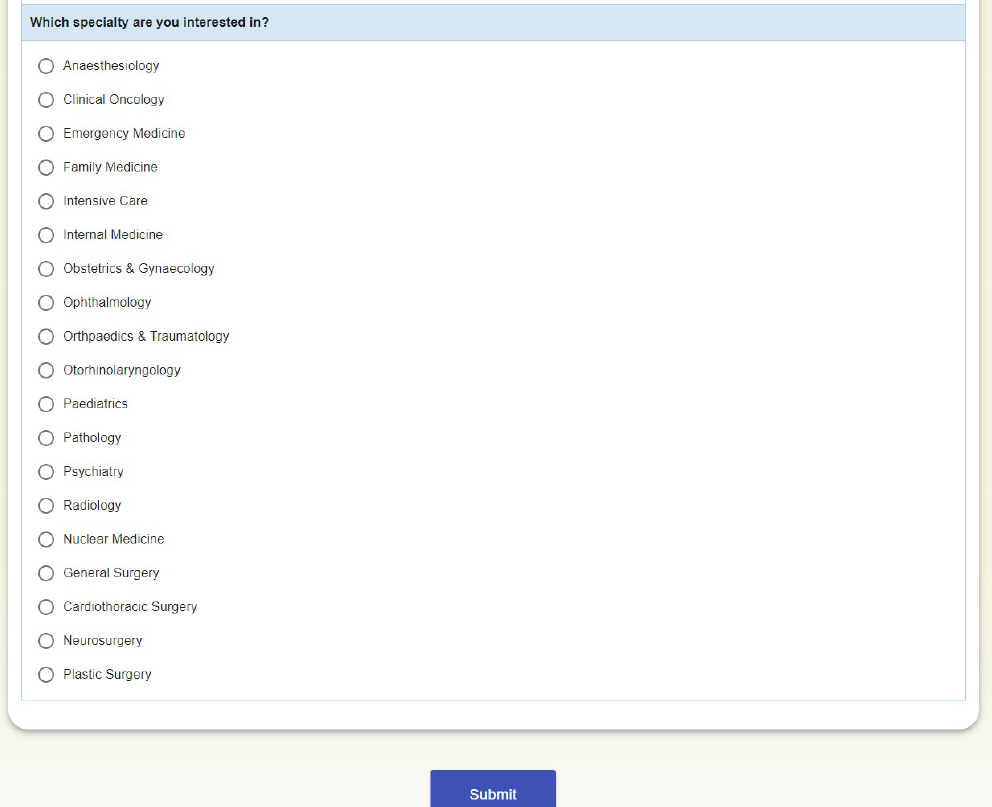 Which specialty are you interested in?
Anaesthesiology
Clinical Oncology
Emergency Medicine
Family Medicine
Intensive Care
Internal Medicine
Obstetrics & Gynaecology
Ophthalmology
Orthpaedics & Traumatology
Otorhinolaryngology
Paediatrics
Pathology
Psychiatry
Radiology
Nuclear Medicine
General Surgery
Cardiothoracic Surgery
Neurosurgery
Plastic Surgery
Submit